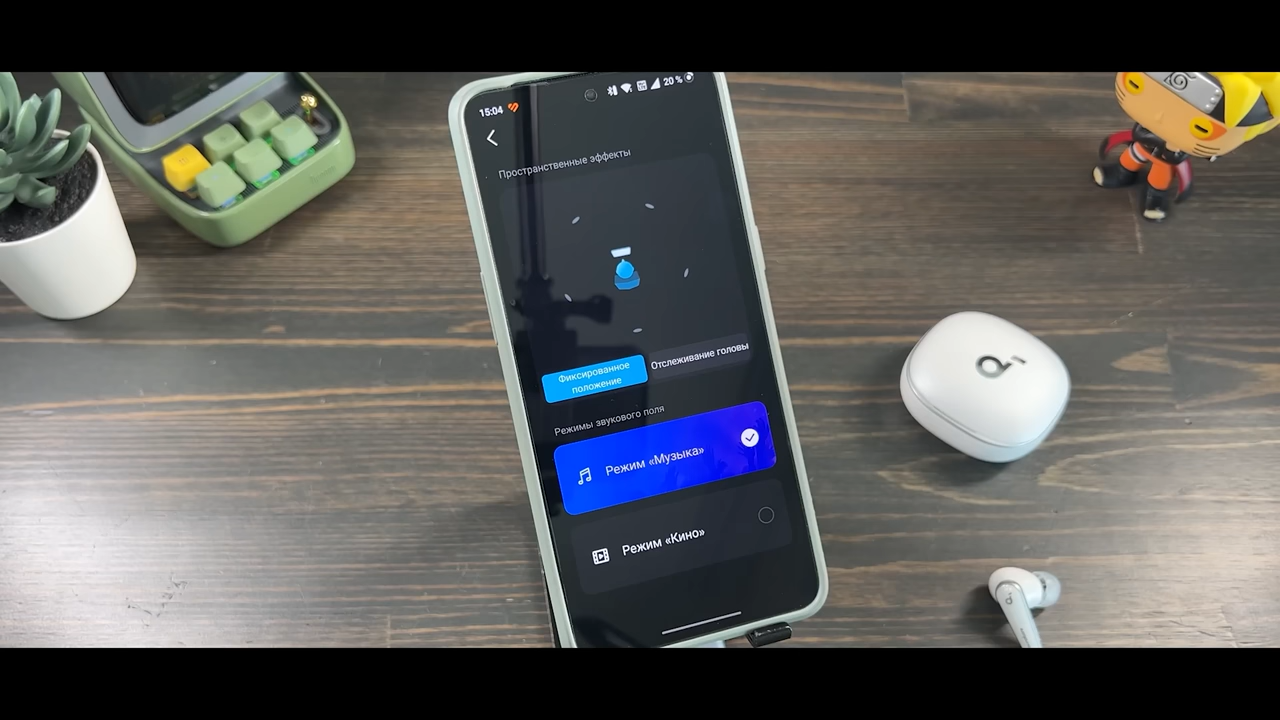 15:04
20 %
Пространственные эффекты
Фиксированное
положение
Отслеживание головы
Режимы звукового поля
Режим «Музыка»
Режим «Кино»